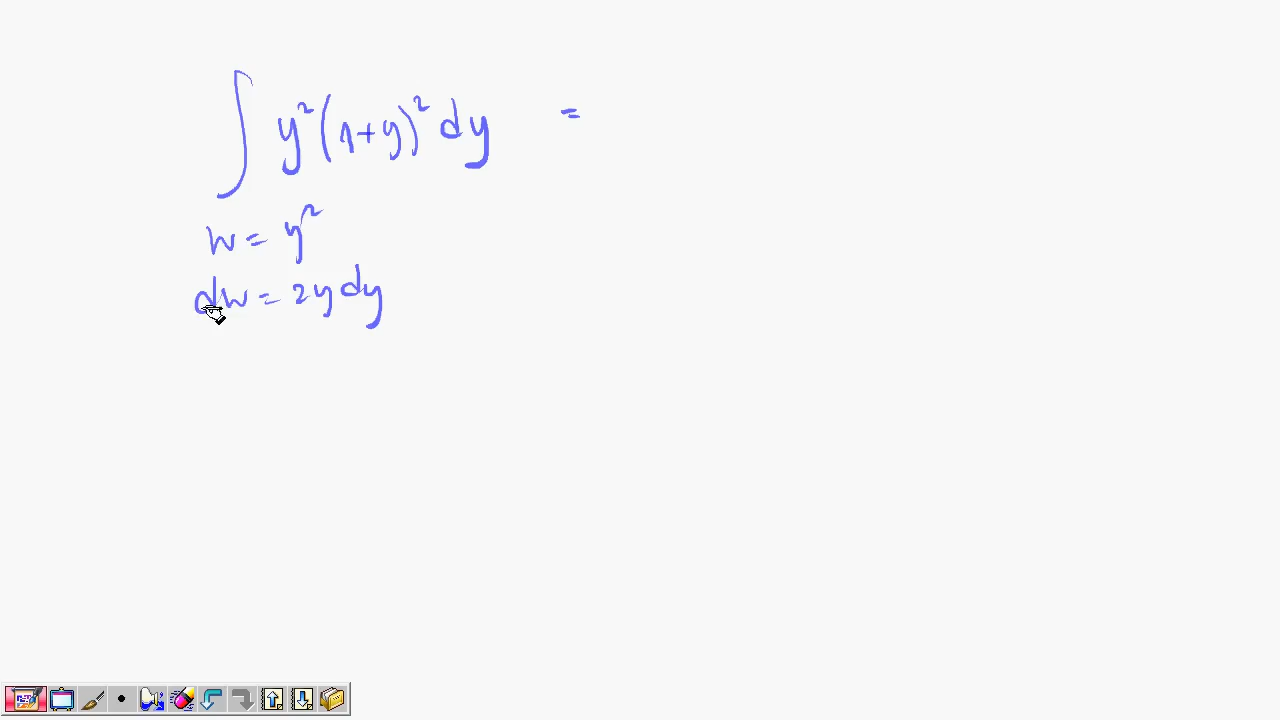 ∫ y²(1+y)² dy =
w = y²
dw = 2y dy